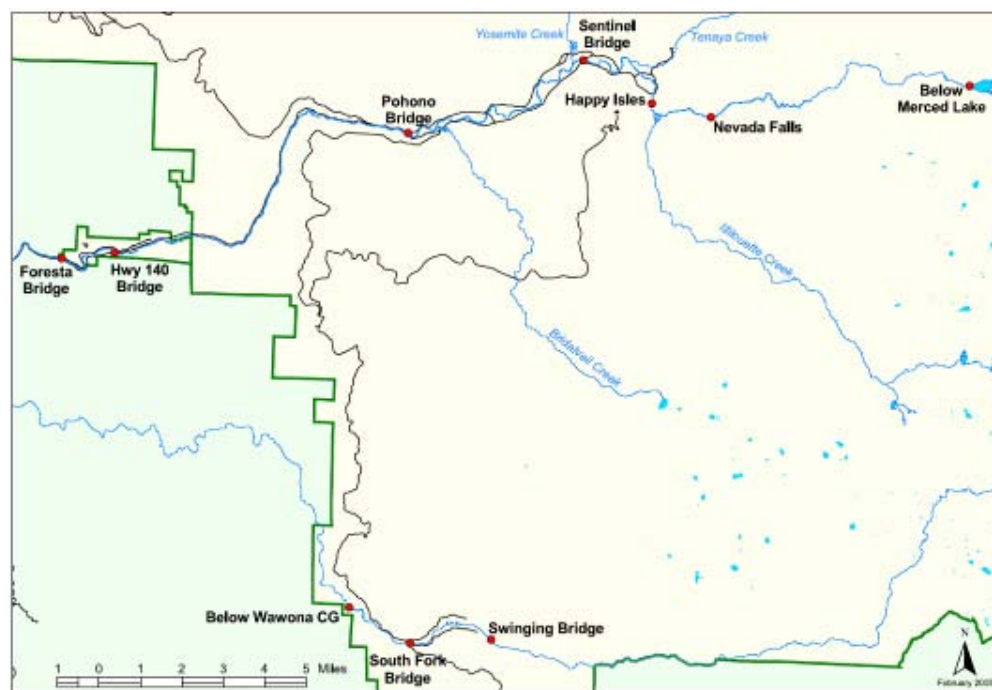 Yosemite Creek
Sentinel
Bridge
Tenaya Creek
Pohono
Bridge
Happy Isles
Nevada Falls
Below
Merced Lake
Foresta
Bridge
Hwy 140
Bridge
Illilouette Creek
Bridalveil Creek
Below Wawona CG
South Fork
Bridge
Swinging Bridge
1 0 1 2 3 4 5 Miles
N
February